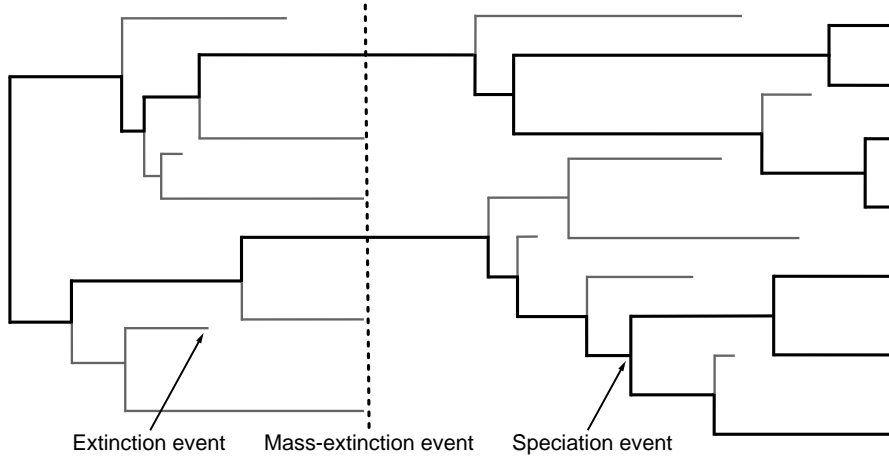 Extinction event
Mass-extinction event
Speciation event